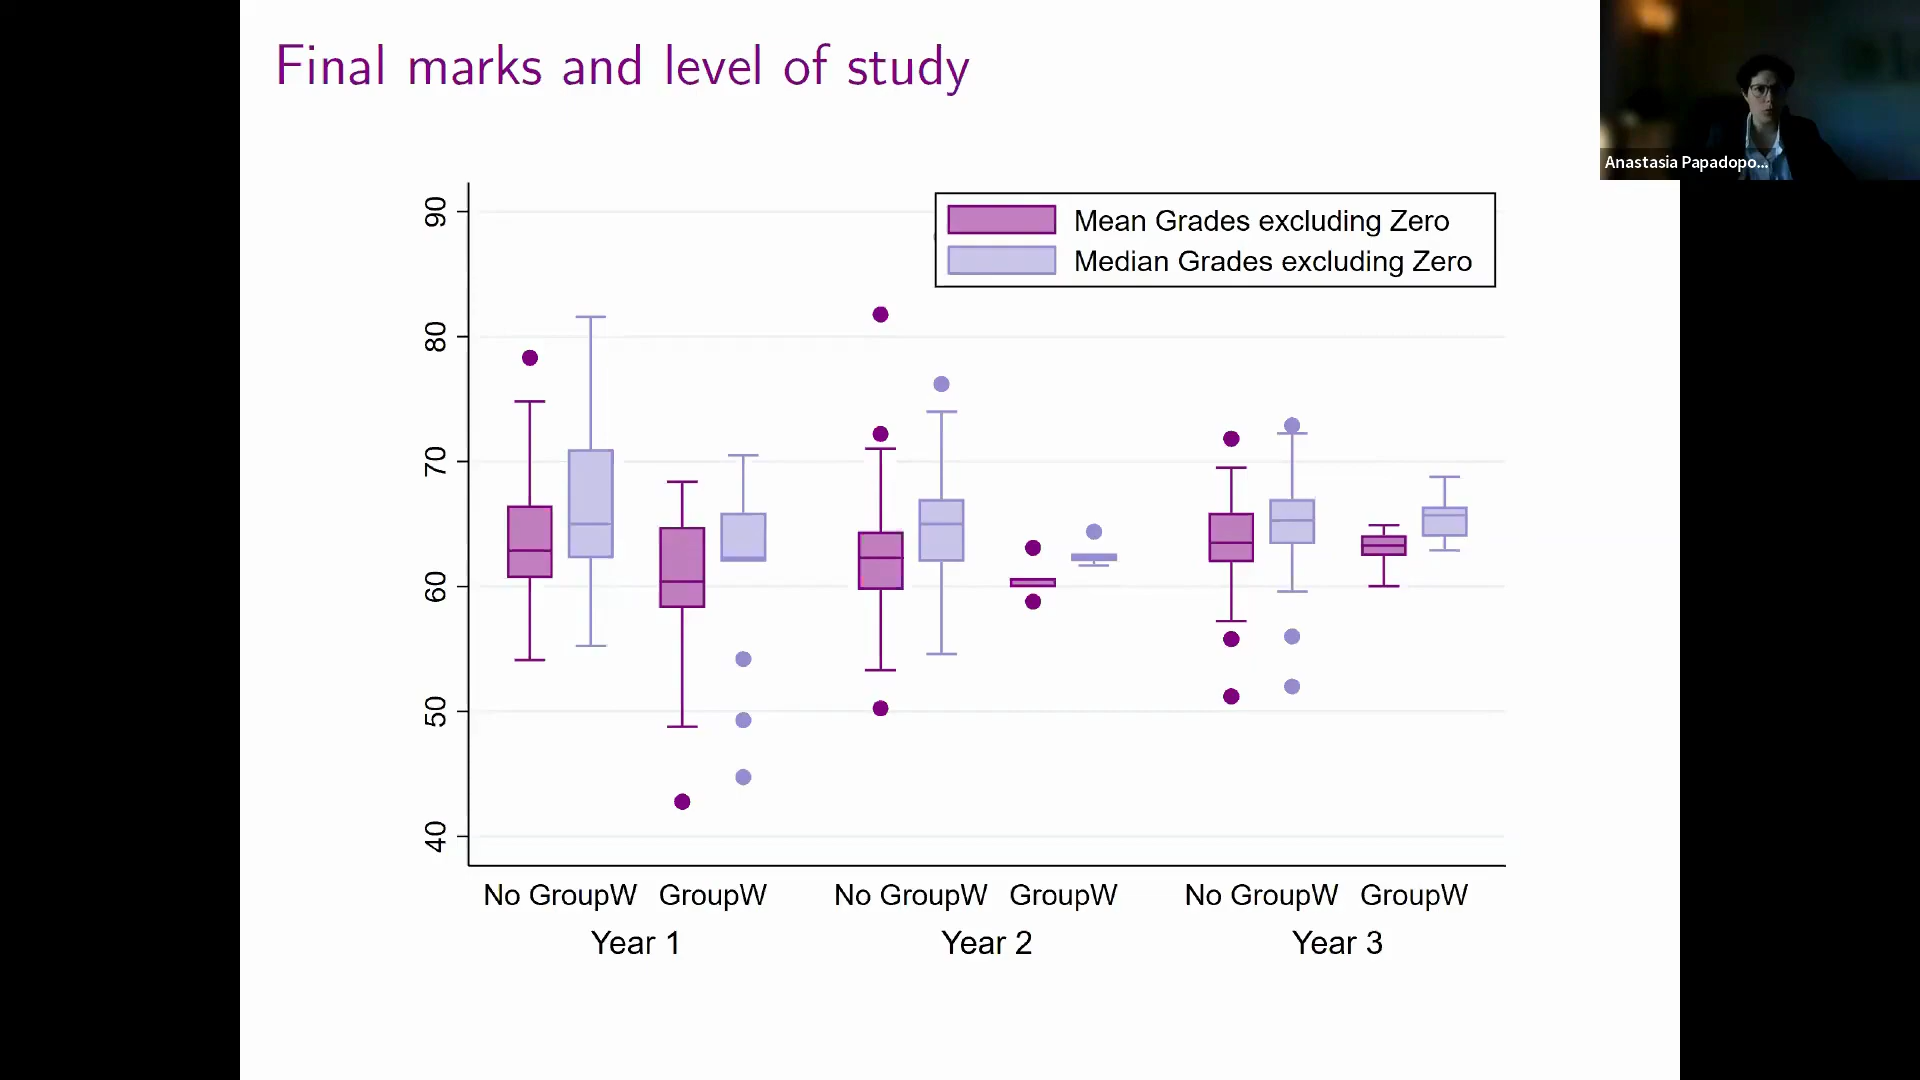 Final marks and level of study
Anastasia Papadopo...
Mean Grades excluding Zero
Median Grades excluding Zero
90
80
70
60
50
40
No GroupW GroupW No GroupW GroupW No GroupW GroupW
Year 1 Year 2 Year 3